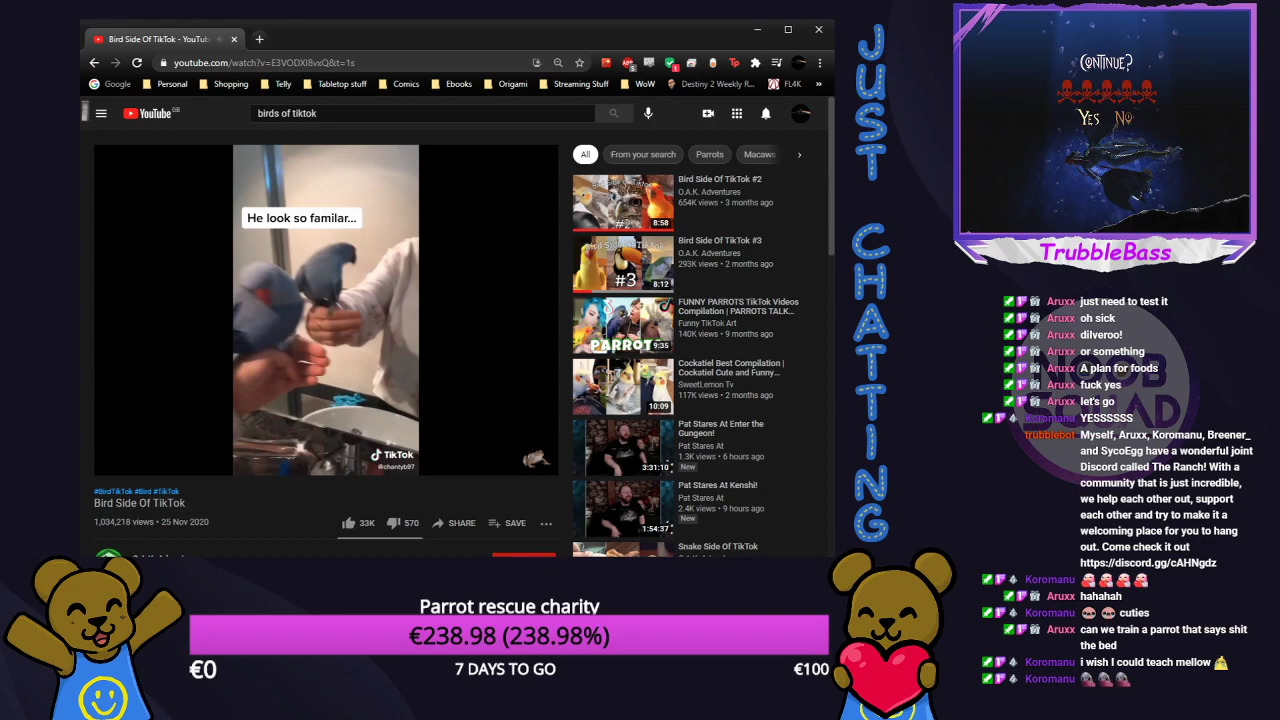 Bird Side Of TikTok - YouTub
youtube.com/watch?v=E3VODXI8vxQ&t=1s
Google
Personal
Shopping
Telly
Tabletop stuff
Comics
Ebooks
Origami
Streaming Stuff
WoW
Destiny 2 Weekly R...
FL4K
»
YouTube GB
birds of tiktok
He look so familar...
TikTok
@chantyb97
#BirdTikTok #Bird #TikTok
Bird Side Of TikTok
1,034,218 views • 25 Nov 2020
33K
570
SHARE
SAVE
All
From your search
Parrots
Macaws
Bird Side Of TikTok #2
O.A.K. Adventures
654K views • 3 months ago
#2
8:58
Bird Side Of TikTok #3
O.A.K. Adventures
293K views • 2 months ago
Bird Side Of TikTok
#3
8:12
FUNNY PARROTS TikTok Videos
Compilation | PARROTS TALK...
Funny TikTok Art
140K views • 9 months ago
PARROT
9:35
Cockatiel Best Compilation |
Cockatiel Cute and Funny...
SweetLemon Tv
117K views • 2 months ago
10:09
Pat Stares At Enter the
Gungeon!
Pat Stares At
1.3K views • 6 hours ago
New
3:31:10
Pat Stares At Kenshi!
Pat Stares At
2.4K views • 9 hours ago
New
1:54:37
Snake Side Of TikTok
JUST
CHATTING
CONTINUE?
YES NO
TrubbleBass
NOOB
SQUAD
Aruxx just need to test it
Aruxx oh sick
Aruxx dilveroo!
Aruxx or something
Aruxx A plan for foods
Aruxx fuck yes
Aruxx let's go
Koromanu YESSSSSS
trubblebot Myself, Aruxx, Koromanu, Breener_
and SycoEgg have a wonderful joint
Discord called The Ranch! With a
community that is just incredible,
we help each other out, support
each other and try to make it a
welcoming place for you to hang
out. Come check it out
https://discord.gg/cAHNgdz
Koromanu
Aruxx hahahah
Koromanu cuties
Aruxx can we train a parrot that says shit
the bed
Koromanu i wish I could teach mellow
Koromanu
Parrot rescue charity
€238.98 (238.98%)
€0
7 DAYS TO GO
€100